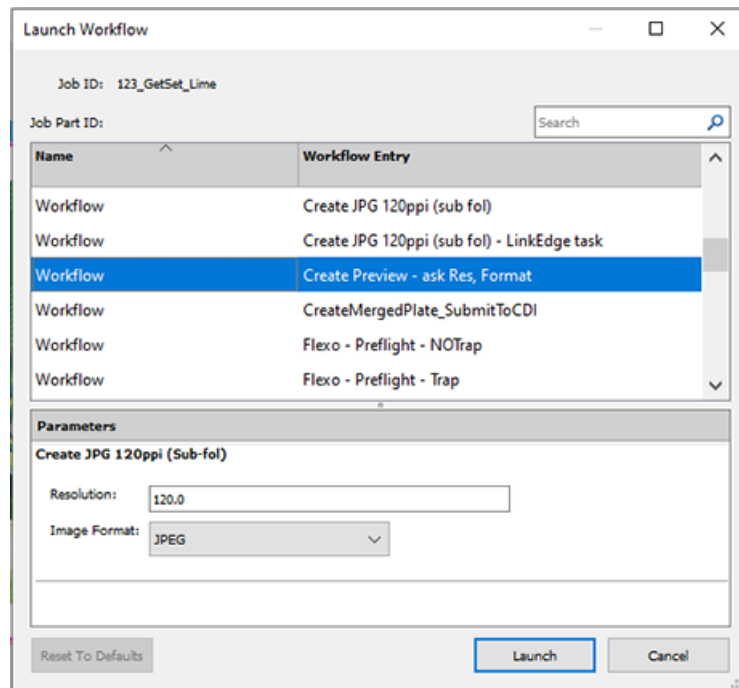 Launch Workflow
Job ID: 123_GetSet_Lime
Job Part ID:
Search
Name Workflow Entry
Workflow Create JPG 120ppi (sub fol)
Workflow Create JPG 120ppi (sub fol) - LinkEdge task
Workflow Create Preview - ask Res, Format
Workflow CreateMergedPlate_SubmitToCDI
Workflow Flexo - Preflight - NOTrap
Workflow Flexo - Preflight - Trap
Parameters
Create JPG 120ppi (Sub-fol)
Resolution: 120.0
Image Format: JPEG
Reset To Defaults Launch Cancel